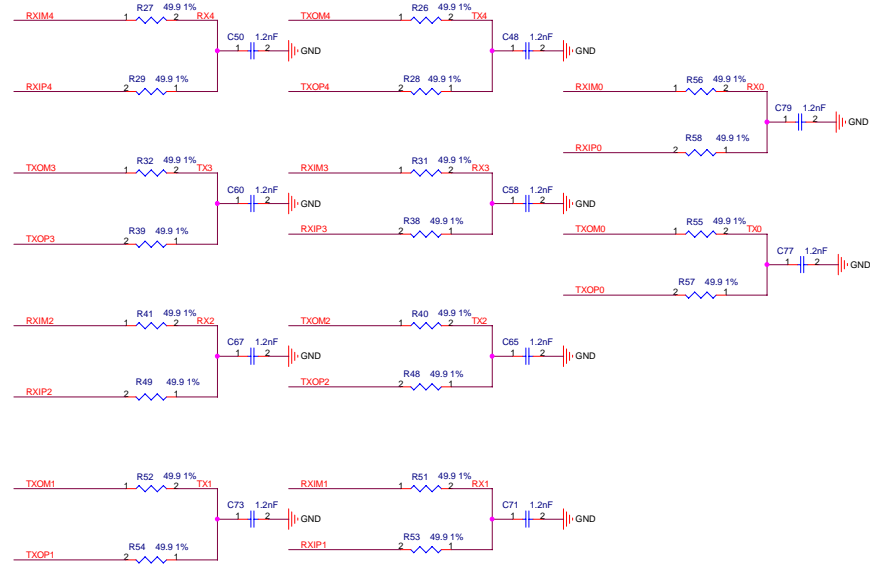 RXIM4 1 R27 49.9 1% 2 RX4
C50 1.2nF
1 2 GND
RXIP4 2 R29 49.9 1% 1
TXOM4 1 R26 49.9 1% 2 TX4
C48 1.2nF
1 2 GND
TXOP4 2 R28 49.9 1% 1
RXIM0 1 R56 49.9 1% 2 RX0
C79 1.2nF
1 2 GND
RXIP0 2 R58 49.9 1% 1
TXOM3 1 R32 49.9 1% 2 TX3
C60 1.2nF
1 2 GND
TXOP3 2 R39 49.9 1% 1
RXIM3 1 R31 49.9 1% 2 RX3
C58 1.2nF
1 2 GND
RXIP3 2 R38 49.9 1% 1
TXOM0 1 R55 49.9 1% 2 TX0
C77 1.2nF
1 2 GND
TXOP0 2 R57 49.9 1% 1
RXIM2 1 R41 49.9 1% 2 RX2
C67 1.2nF
1 2 GND
RXIP2 2 R49 49.9 1% 1
TXOM2 1 R40 49.9 1% 2 TX2
C65 1.2nF
1 2 GND
TXOP2 2 R48 49.9 1% 1
TXOM1 1 R52 49.9 1% 2 TX1
C73 1.2nF
1 2 GND
TXOP1 2 R54 49.9 1% 1
RXIM1 1 R51 49.9 1% 2 RX1
C71 1.2nF
1 2 GND
RXIP1 2 R53 49.9 1% 1